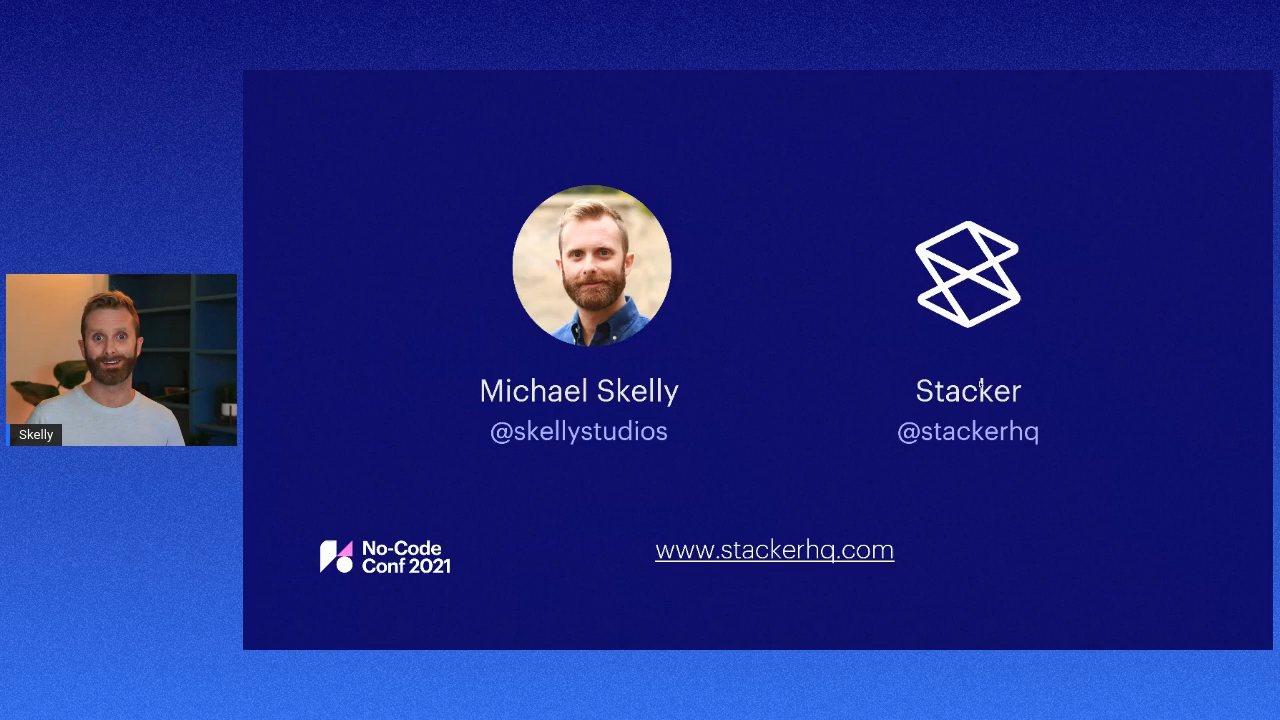 Skelly
Michael Skelly
@skellystudios
Stacker
@stackerhq
No-Code
Conf 2021
www.stackerhq.com